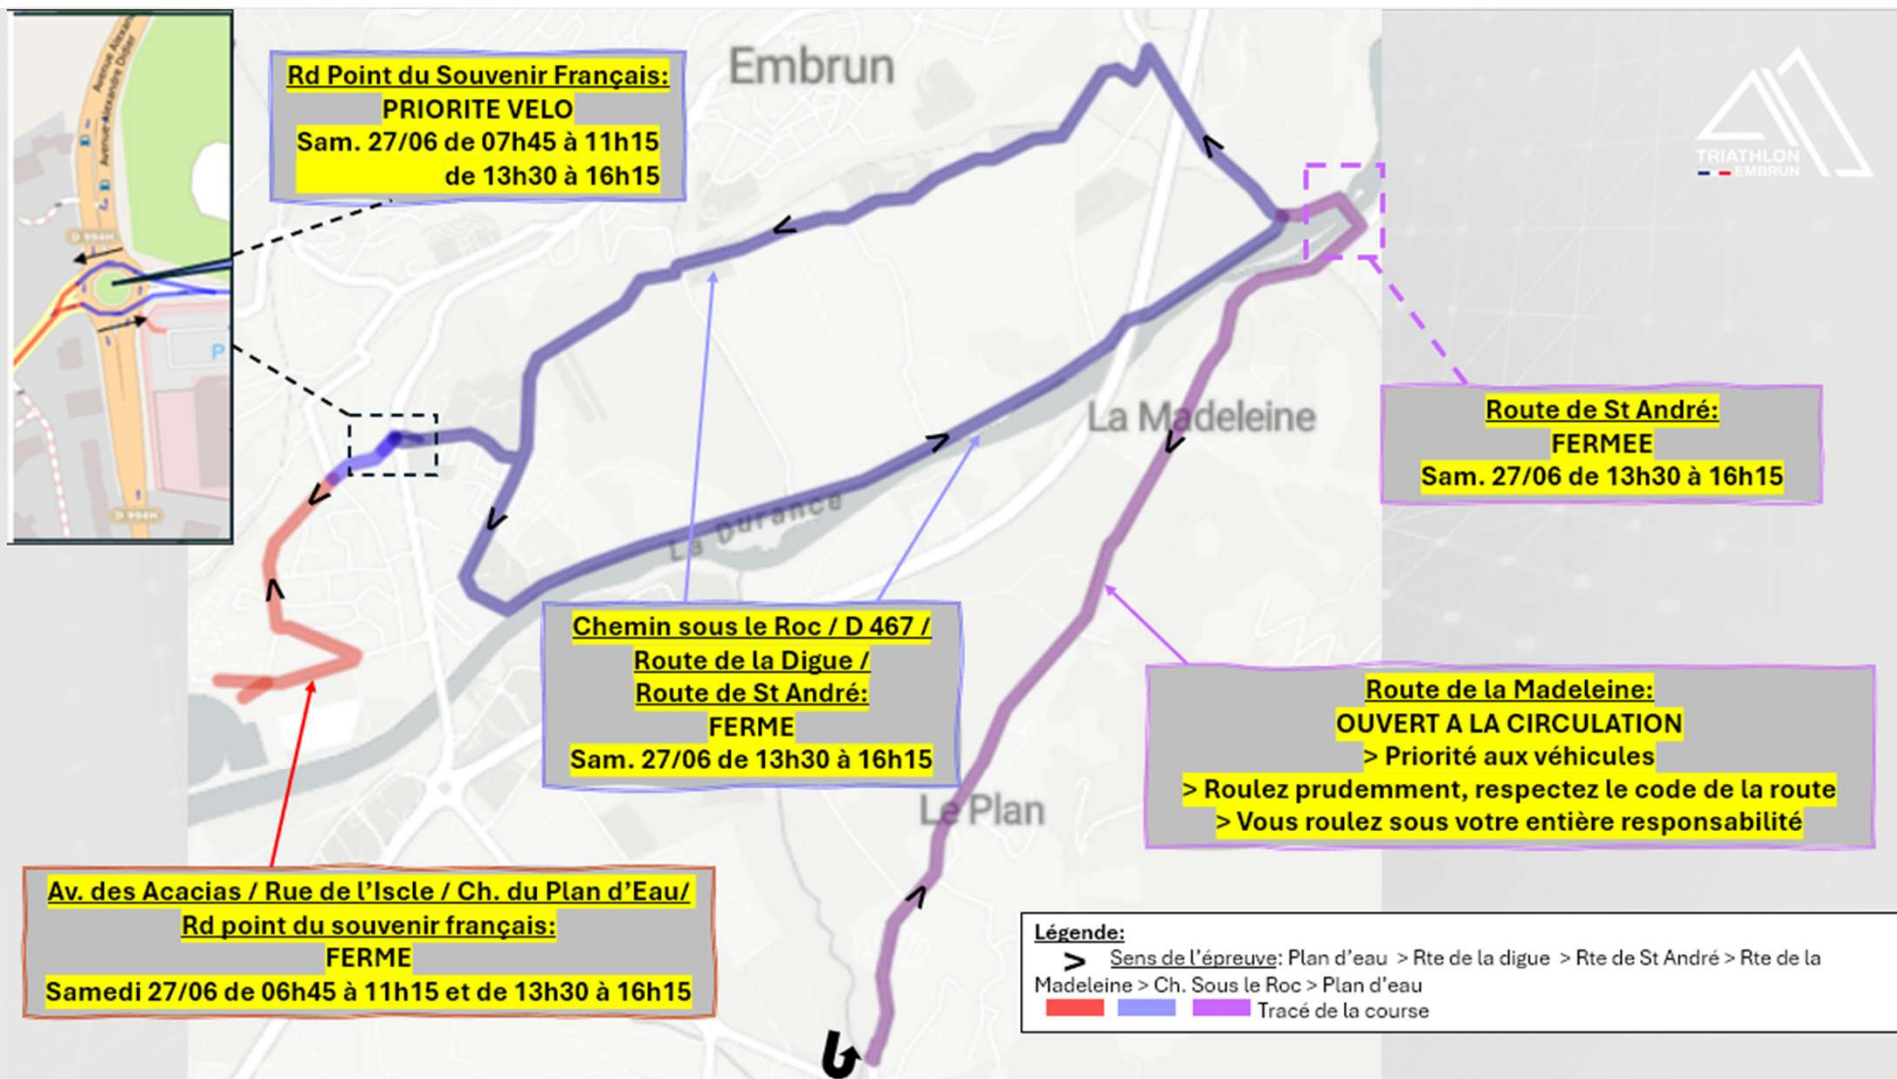 Avenue Alexandre Didier
D 994H
P
D 994H
Rd Point du Souvenir Français:
PRIORITE VELO
Sam. 27/06 de 07h45 à 11h15
de 13h30 à 16h15
Embrun
TRIATHLON
EMBRUN
La Madeleine
Route de St André:
FERMEE
Sam. 27/06 de 13h30 à 16h15
La Durance
Chemin sous le Roc / D 467 /
Route de la Digue /
Route de St André:
FERME
Sam. 27/06 de 13h30 à 16h15
Route de la Madeleine:
OUVERT A LA CIRCULATION
> Priorité aux véhicules
> Roulez prudemment, respectez le code de la route
> Vous roulez sous votre entière responsabilité
Le Plan
Av. des Acacias / Rue de l’Iscle / Ch. du Plan d’Eau/
Rd point du souvenir français:
FERME
Samedi 27/06 de 06h45 à 11h15 et de 13h30 à 16h15
Légende:
> Sens de l’épreuve: Plan d’eau > Rte de la digue > Rte de St André > Rte de la
Madeleine > Ch. Sous le Roc > Plan d’eau
Tracé de la course